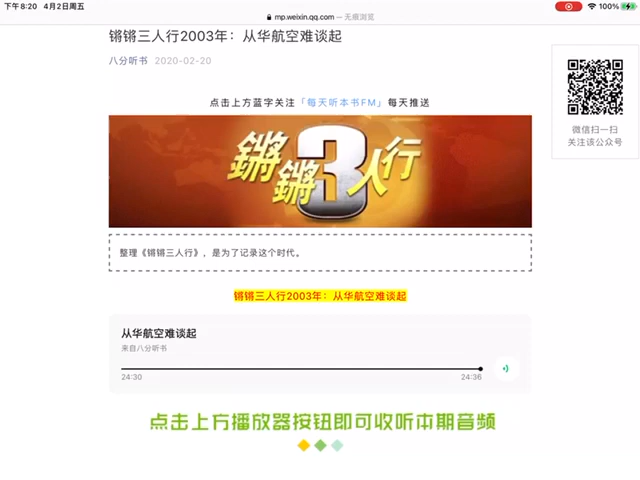 下午8:20 4月2日周五
100%
mp.weixin.qq.com — 无痕浏览
锵锵三人行2003年：从华航空难谈起
八分听书 2020-02-20
点击上方蓝字关注「每天听本书FM」每天推送
锵锵3人行
微信扫一扫
关注该公众号
整理《锵锵三人行》，是为了记录这个时代。
锵锵三人行2003年：从华航空难谈起
从华航空难谈起
来自八分听书
24:30 24:36
点击上方播放器按钮即可收听本期音频